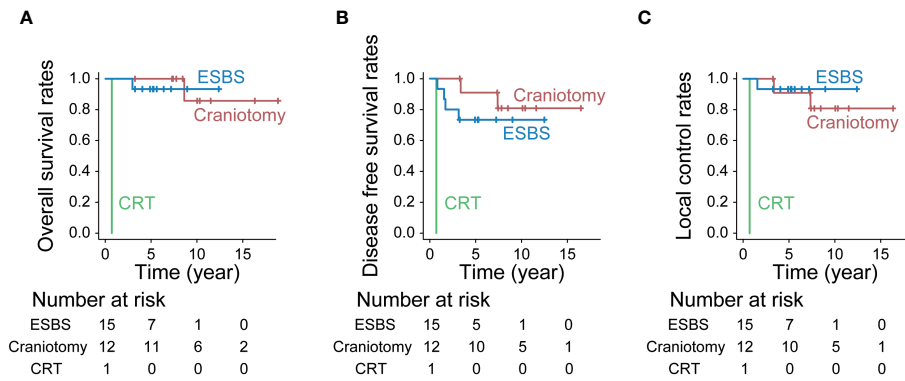 A
Overall survival rates
1.0
0.8
0.6
0.4
0.2
0.0
ESBS
Craniotomy
CRT
0 5 10 15
Time (year)
Number at risk
ESBS 15 7 1 0
Craniotomy 12 11 6 2
CRT 1 0 0 0
B
Disease free survival rates
1.0
0.8
0.6
0.4
0.2
0.0
Craniotomy
ESBS
CRT
0 5 10 15
Time (year)
Number at risk
ESBS 15 5 1 0
Craniotomy 12 10 5 1
CRT 1 0 0 0
C
Local control rates
1.0
0.8
0.6
0.4
0.2
0.0
ESBS
Craniotomy
CRT
0 5 10 15
Time (year)
Number at risk
ESBS 15 7 1 0
Craniotomy 12 10 5 1
CRT 1 0 0 0